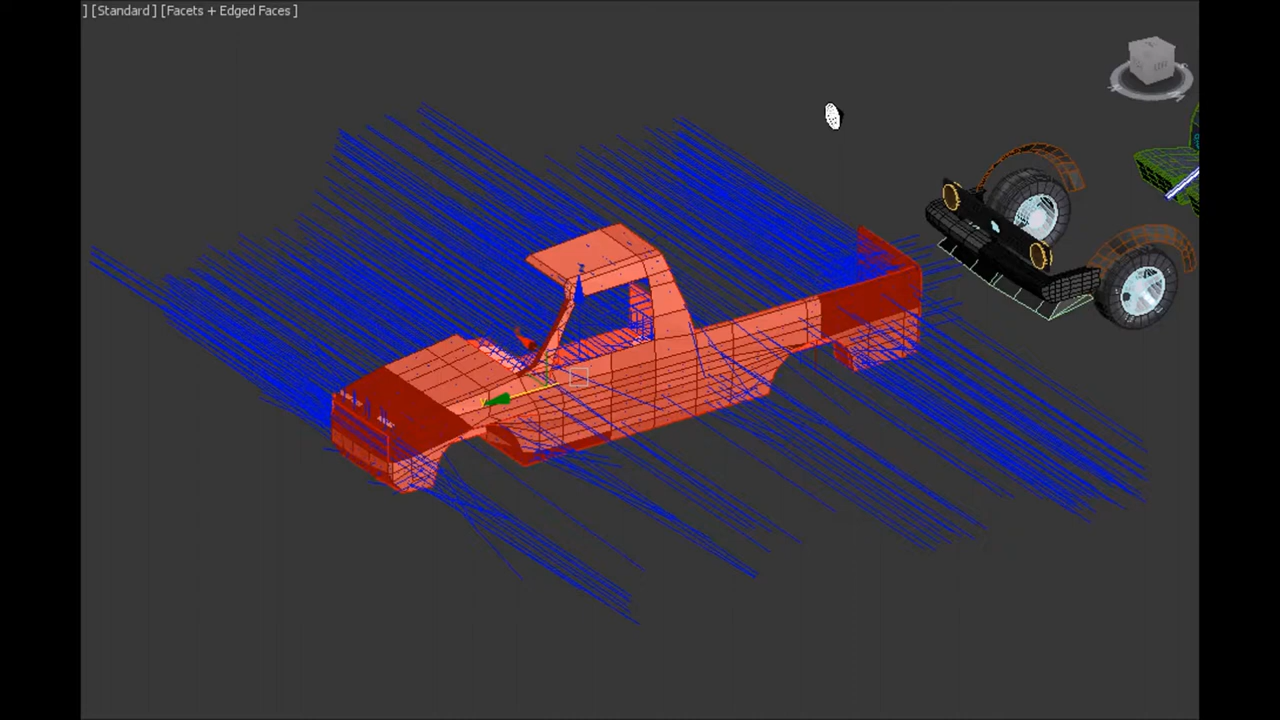 ] [Standard ] [Facets + Edged Faces ]